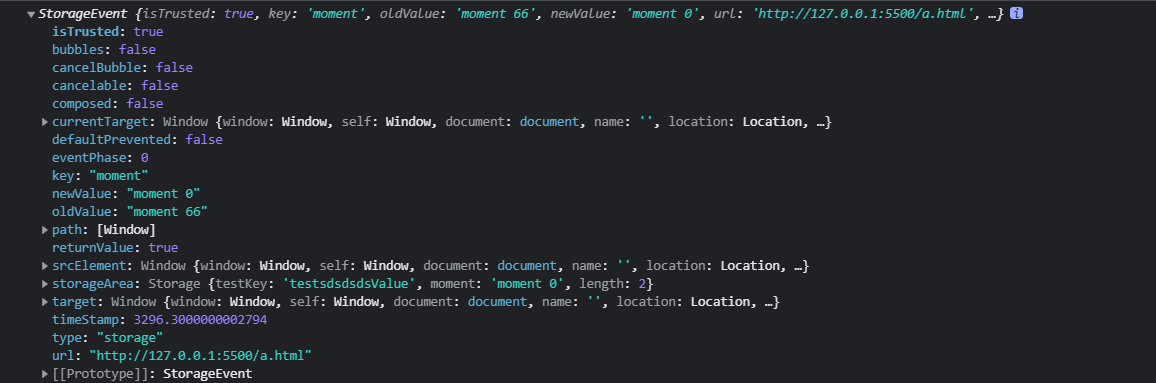 ▼StorageEvent {isTrusted: true, key: 'moment', oldValue: 'moment 66', newValue: 'moment 0', url: 'http://127.0.0.1:5500/a.html', …} i
isTrusted: true
bubbles: false
cancelBubble: false
cancelable: false
composed: false
▶currentTarget: Window {window: Window, self: Window, document: document, name: '', location: Location, …}
defaultPrevented: false
eventPhase: 0
key: "moment"
newValue: "moment 0"
oldValue: "moment 66"
▶path: [Window]
returnValue: true
▶srcElement: Window {window: Window, self: Window, document: document, name: '', location: Location, …}
▶storageArea: Storage {testKey: 'testsdsdsdsValue', moment: 'moment 0', length: 2}
▶target: Window {window: Window, self: Window, document: document, name: '', location: Location, …}
timeStamp: 3296.3000000002794
type: "storage"
url: "http://127.0.0.1:5500/a.html"
▶[[Prototype]]: StorageEvent